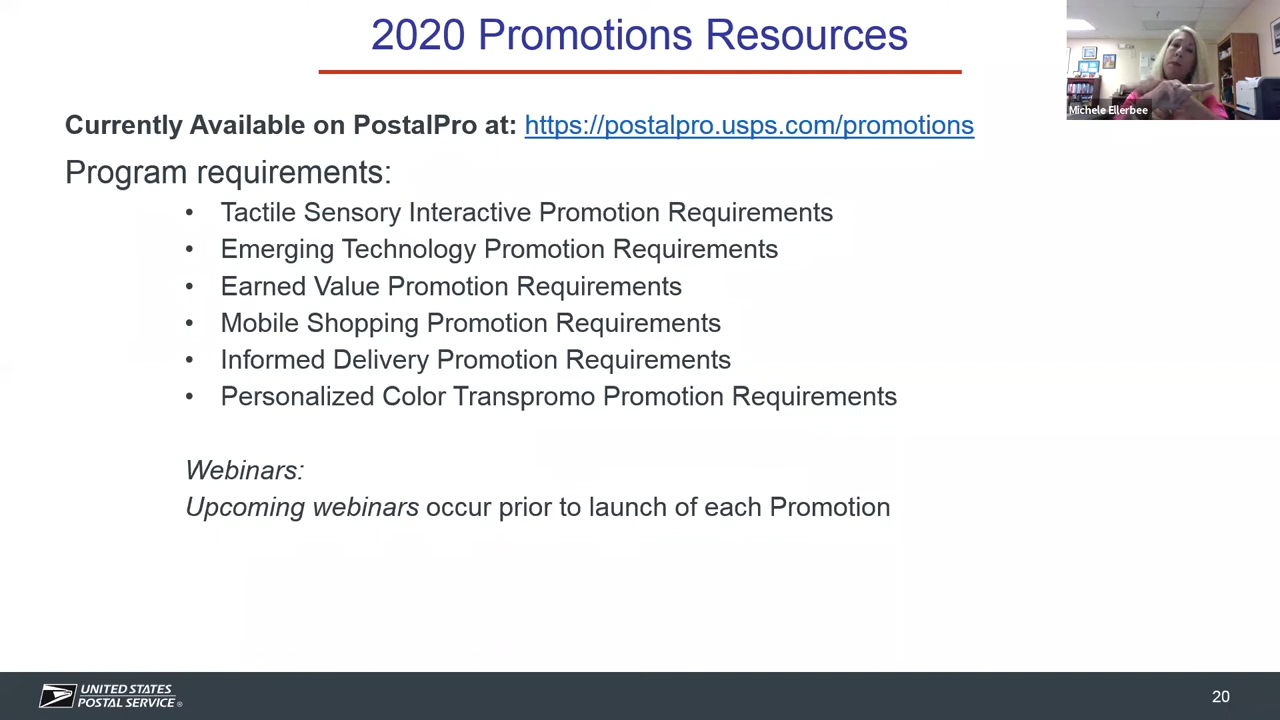 2020 Promotions Resources
Michele Ellerbee
Currently Available on PostalPro at: https://postalpro.usps.com/promotions
Program requirements:
• Tactile Sensory Interactive Promotion Requirements
• Emerging Technology Promotion Requirements
• Earned Value Promotion Requirements
• Mobile Shopping Promotion Requirements
• Informed Delivery Promotion Requirements
• Personalized Color Transpromo Promotion Requirements
Webinars:
Upcoming webinars occur prior to launch of each Promotion
UNITED STATES
POSTAL SERVICE®
20